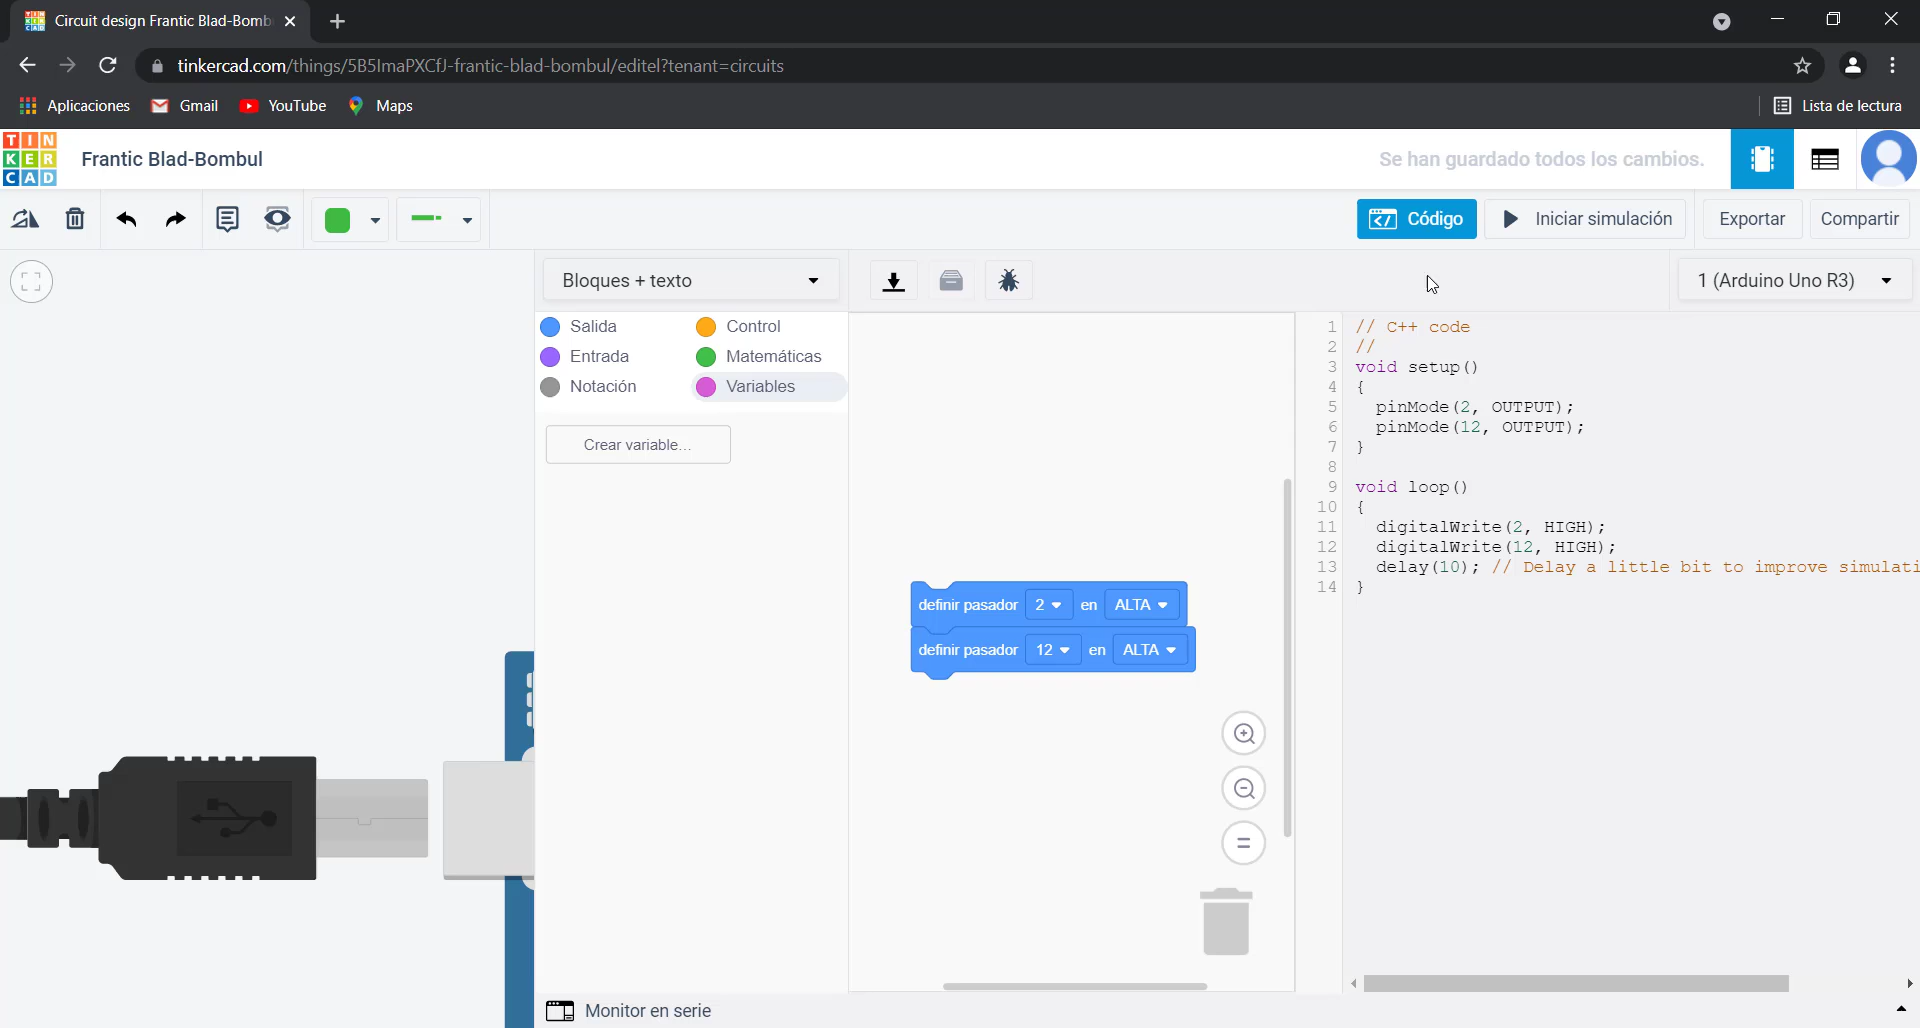 Circuit design Frantic Blad-Bomb
tinkercad.com/things/5B5ImaPXCfJ-frantic-blad-bombul/editel?tenant=circuits
Aplicaciones Gmail YouTube Maps Lista de lectura
TIN
KER
CAD
Frantic Blad-Bombul Se han guardado todos los cambios.
Código Iniciar simulación Exportar Compartir
Bloques + texto 1 (Arduino Uno R3)
Salida Control
Entrada Matemáticas
Notación Variables
Crear variable...
definir pasador 2 en ALTA
definir pasador 12 en ALTA
1 // C++ code
2 //
3 void setup()
4 {
5 pinMode(2, OUTPUT);
6 pinMode(12, OUTPUT);
7 }
8
9 void loop()
10 {
11 digitalWrite(2, HIGH);
12 digitalWrite(12, HIGH);
13 delay(10); // Delay a little bit to improve simulati
14 }
Monitor en serie